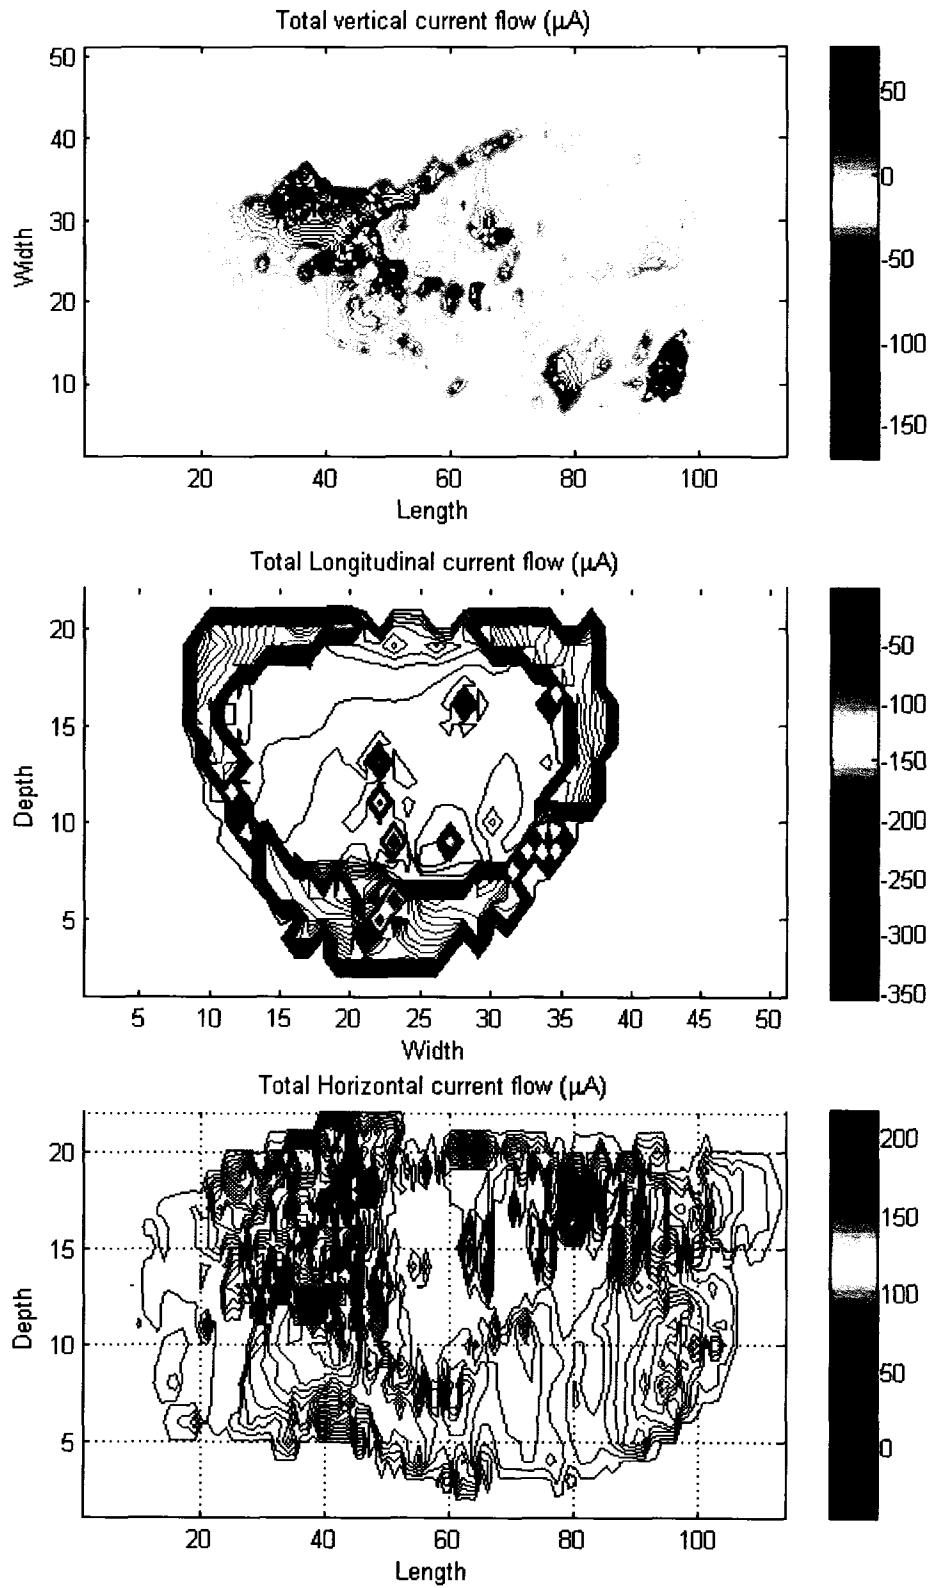 Total vertical current flow (µA)
50
40
30
20
10
Width
20 40 60 80 100
Length
50
0
-50
-100
-150
Total Longitudinal current flow (µA)
20
15
10
5
Depth
5 10 15 20 25 30 35 40 45 50
Width
-50
-100
-150
-200
-250
-300
-350
Total Horizontal current flow (µA)
20
15
10
5
Depth
20 40 60 80 100
Length
200
150
100
50
0